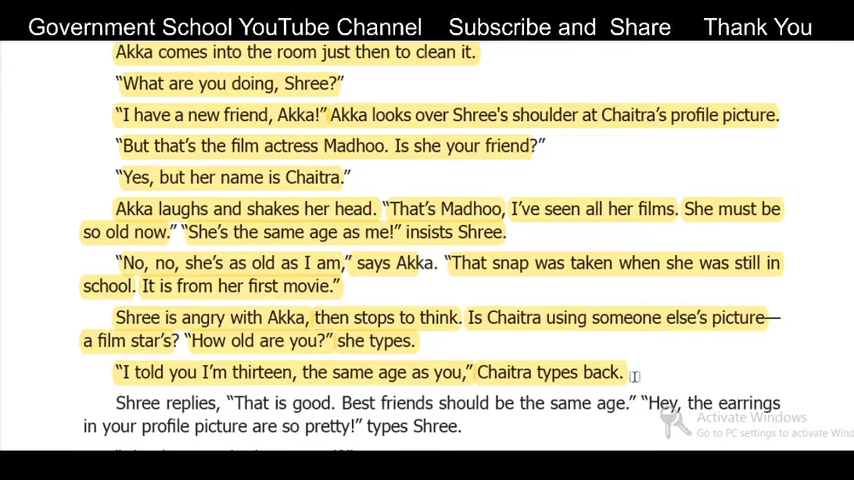 Government School YouTube Channel Subscribe and Share Thank You
Akka comes into the room just then to clean it.
“What are you doing, Shree?”
“I have a new friend, Akka!” Akka looks over Shree's shoulder at Chaitra’s profile picture.
“But that’s the film actress Madhoo. Is she your friend?”
“Yes, but her name is Chaitra.”
Akka laughs and shakes her head. “That’s Madhoo, I’ve seen all her films. She must be
so old now.” “She’s the same age as me!” insists Shree.
“No, no, she’s as old as I am,” says Akka. “That snap was taken when she was still in
school. It is from her first movie.”
Shree is angry with Akka, then stops to think. Is Chaitra using someone else’s picture—
a film star’s? “How old are you?” she types.
“I told you I’m thirteen, the same age as you,” Chaitra types back.
Shree replies, “That is good. Best friends should be the same age.” “Hey, the earrings
in your profile picture are so pretty!” types Shree.
Activate Windows
Go to PC settings to activate Wind